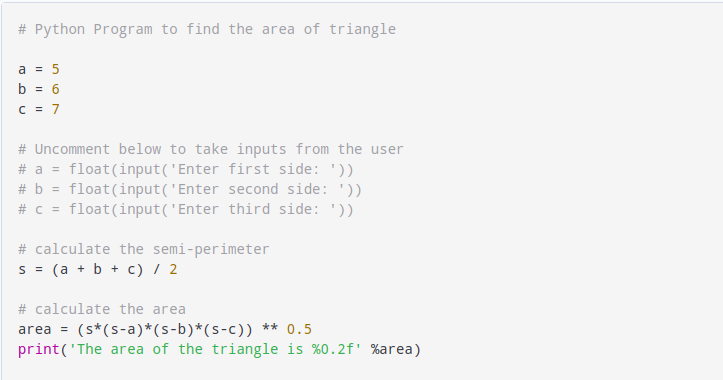 # Python Program to find the area of triangle
a = 5
b = 6
c = 7
# Uncomment below to take inputs from the user
# a = float(input('Enter first side: '))
# b = float(input('Enter second side: '))
# c = float(input('Enter third side: '))
# calculate the semi-perimeter
s = (a + b + c) / 2
# calculate the area
area = (s*(s-a)*(s-b)*(s-c)) ** 0.5
print('The area of the triangle is %0.2f' %area)